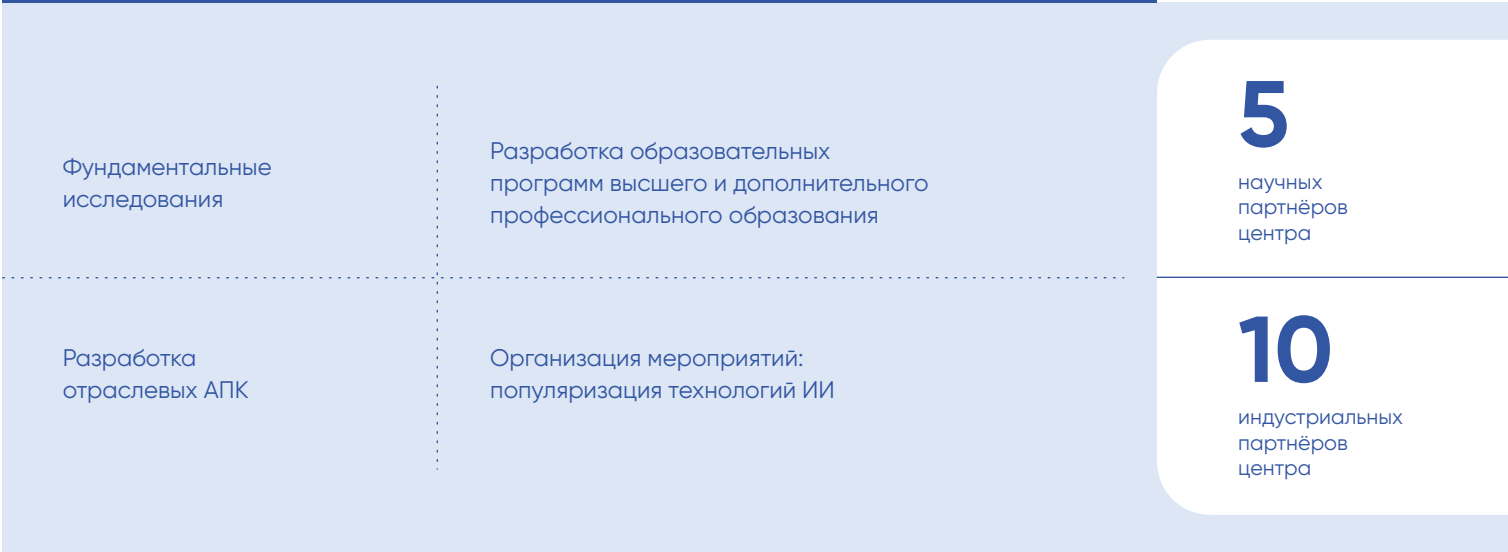 Фундаментальные
исследования
Разработка образовательных
программ высшего и дополнительного
профессионального образования
Разработка
отраслевых АПК
Организация мероприятий:
популяризация технологий ИИ
5
научных
партнёров
центра
10
индустриальных
партнёров
центра